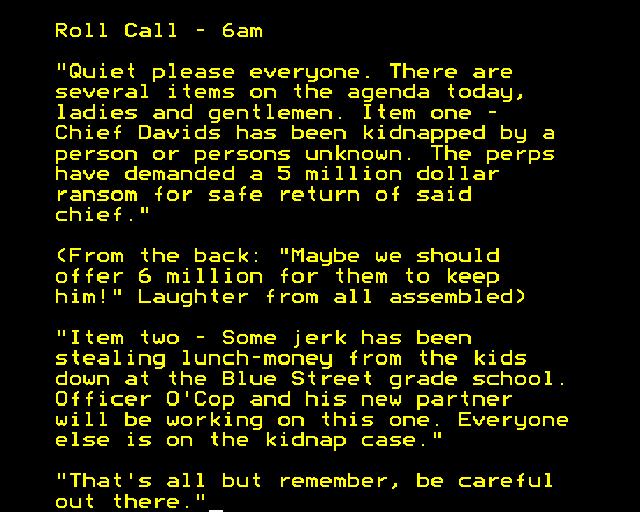 Roll Call - 6am
"Quiet please everyone. There are
several items on the agenda today,
ladies and gentlemen. Item one -
Chief Davids has been kidnapped by a
person or persons unknown. The perps
have demanded a 5 million dollar
ransom for safe return of said
chief."
(From the back: "Maybe we should
offer 6 million for them to keep
him!" Laughter from all assembled)
"Item two - Some jerk has been
stealing lunch-money from the kids
down at the Blue Street grade school.
Officer O'Cop and his new partner
will be working on this one. Everyone
else is on the kidnap case."
"That's all but remember, be careful
out there."_